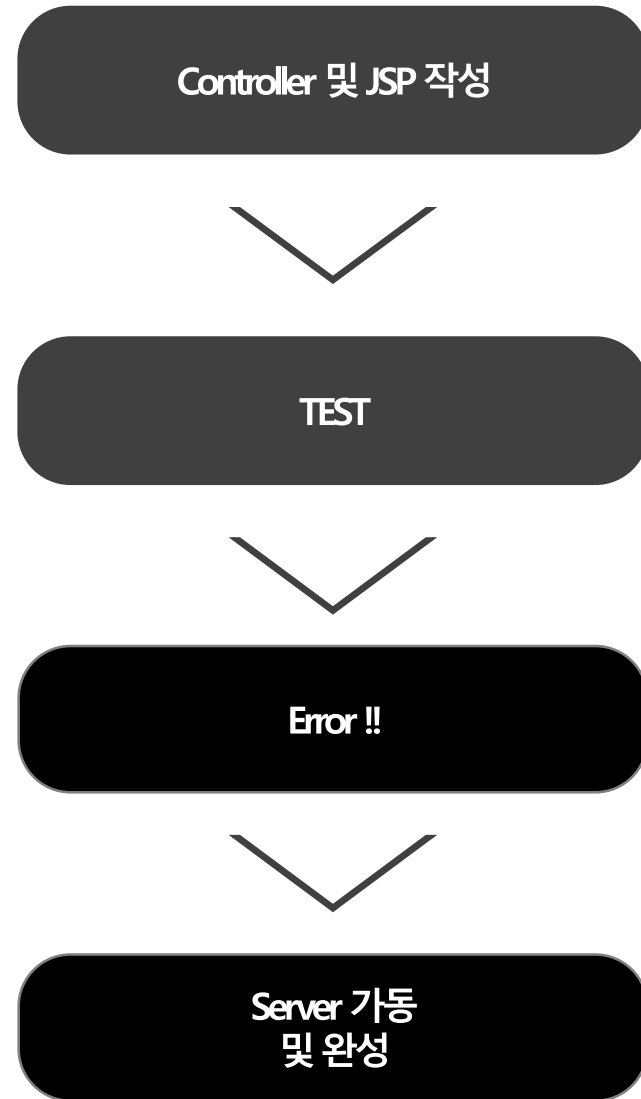 Controller 및 JSP 작성
TEST
Error !!
Server 가동
및 완성